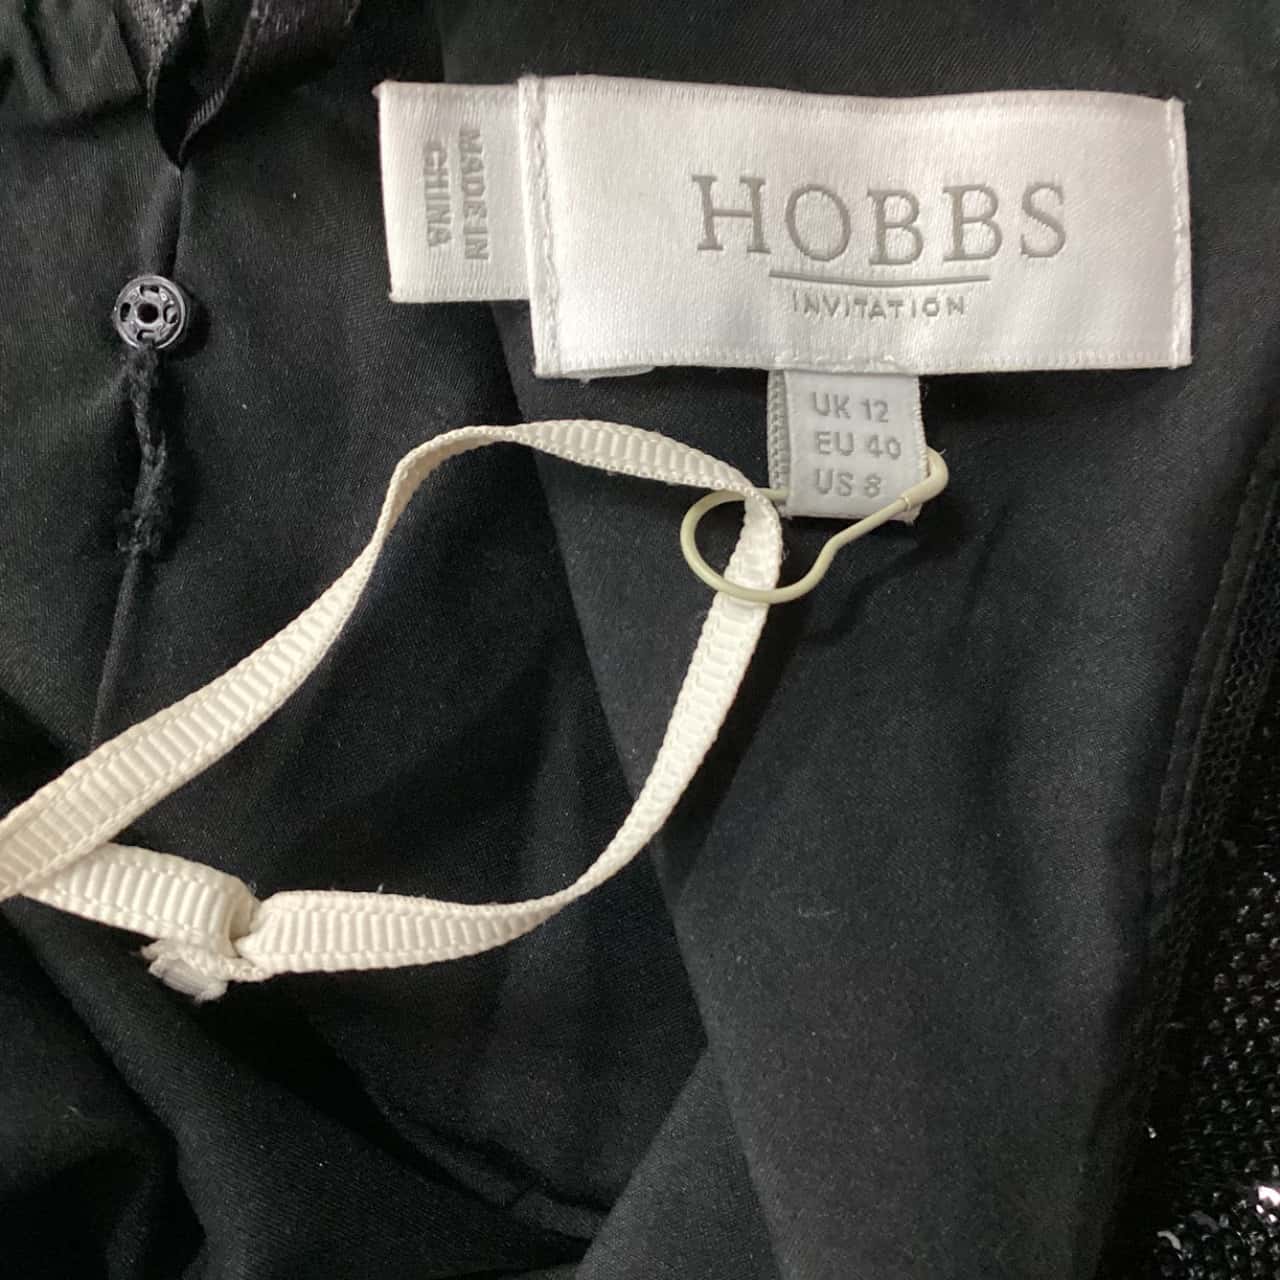 MADE IN
CHINA
HOBBS
INVITATION
UK 12
EU 40
US 8